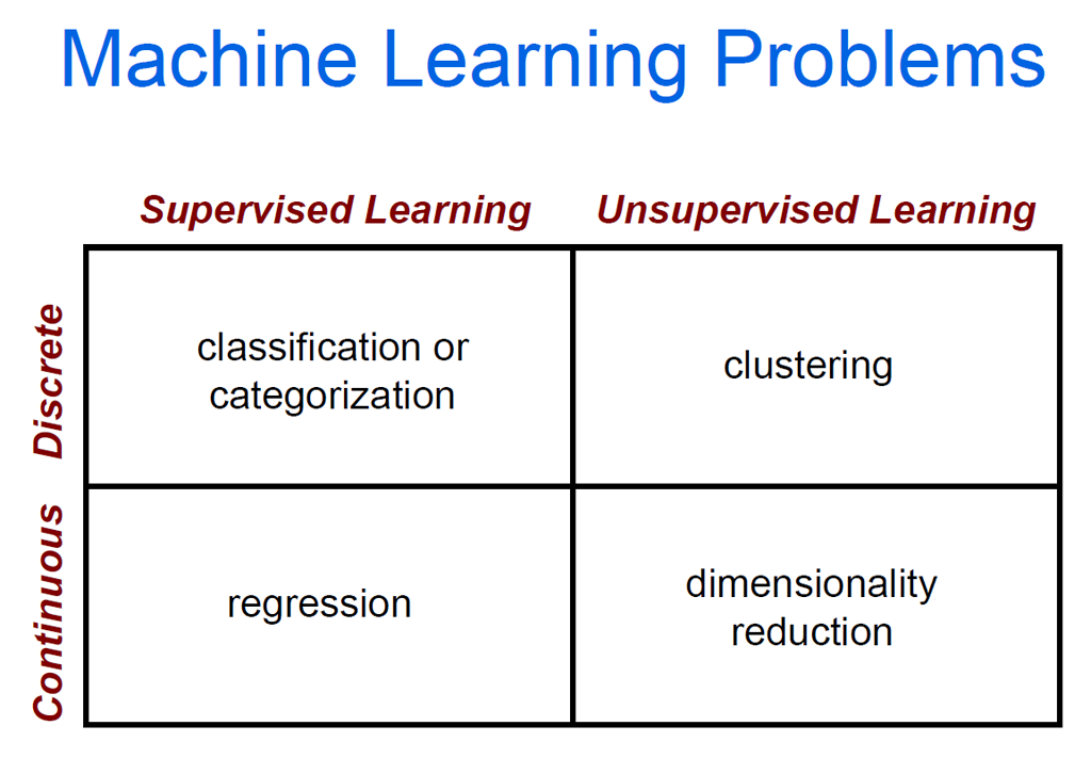 Machine Learning Problems
Supervised Learning
Unsupervised Learning
Discrete
classification or
categorization
clustering
Continuous
regression
dimensionality
reduction